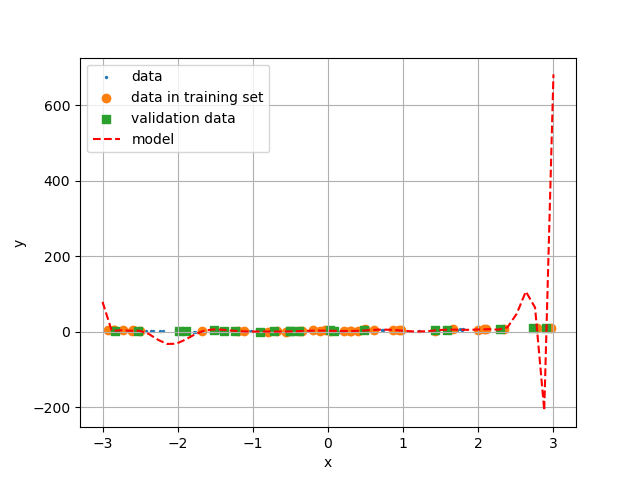 data
data in training set
validation data
model
600
400
200
0
−200
y
−3
−2
−1
0
1
2
3
x